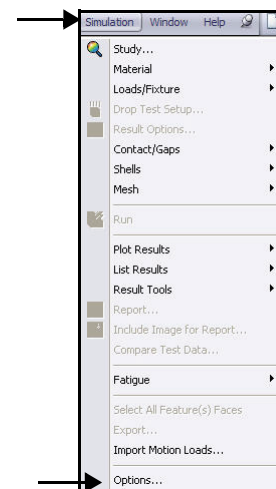 Simulation Window Help
Study...
Material
Loads/Fixture
Drop Test Setup...
Result Options...
Contact/Gaps
Shells
Mesh
Run
Plot Results
List Results
Result Tools
Report...
Include Image for Report...
Compare Test Data...
Fatigue
Select All Feature(s) Faces
Export...
Import Motion Loads...
Options...